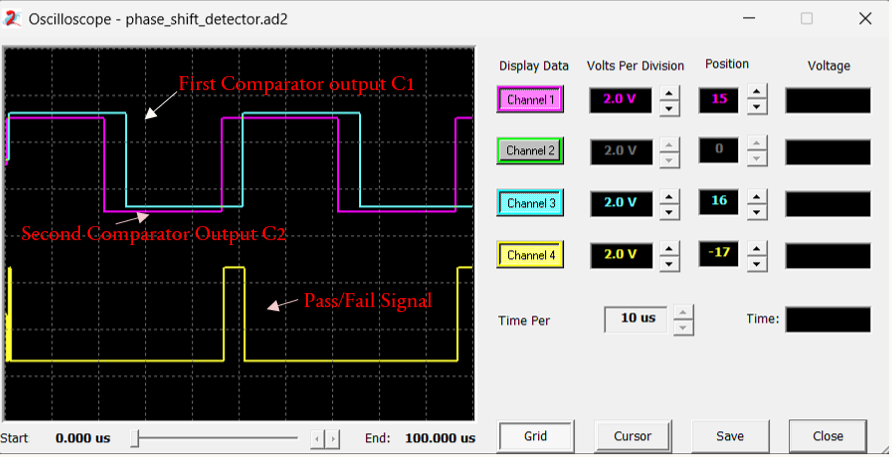 Oscilloscope - phase_shift_detector.ad2
Display Data Volts Per Division Position Voltage
First Comparator output C1
Channel 1 2.0 V 15
Channel 2 2.0 V 0
Channel 3 2.0 V 16
Second Comparator Output C2
Channel 4 2.0 V -17
Pass/Fail Signal
Time Per 10 us Time:
Start 0.000 us End: 100.000 us Grid Cursor Save Close